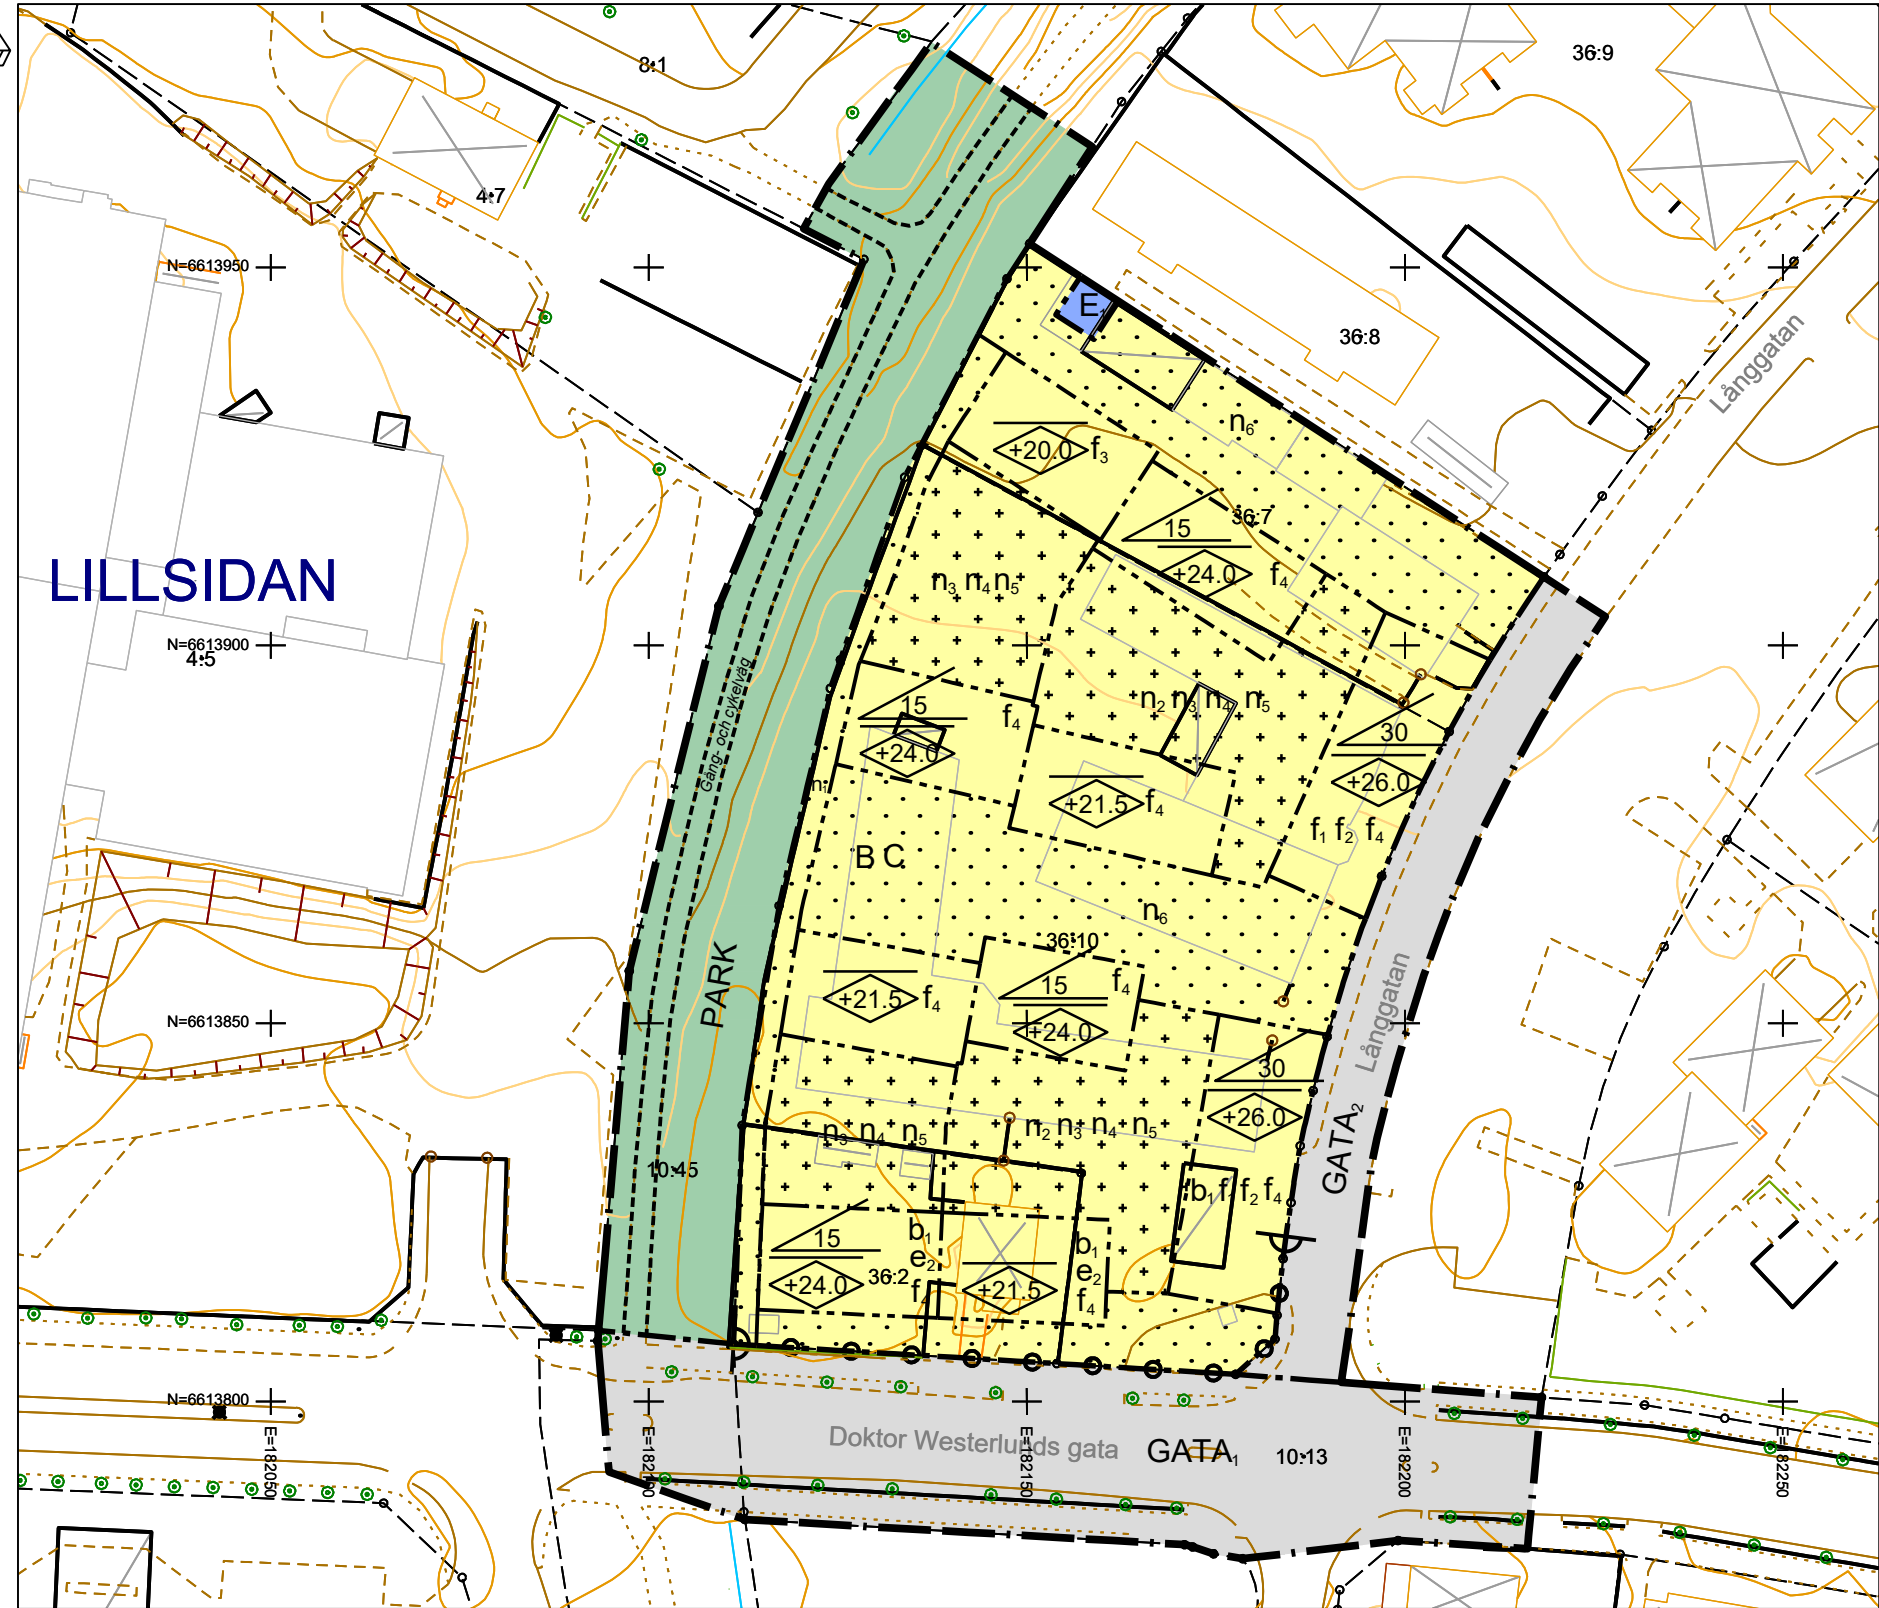 8:1
36:9
4:7
N=6613950
E1
36:8
Långgatan
n6
+20.0 f3
15
36:7
+24.0 f4
LILLSIDAN
n3 n4 n5
N=6613900
4:5
n2 n3 n4 n5
15
f4
+24.0
30
+26.0
Gång- och cykelväg
n1
+21.5 f4
f1 f2 f4
B C
n6
36:10
PARK
+21.5 f4
15
f4
+24.0
Långgatan
N=6613850
30
+26.0
GATA2
n3 n4 n5
n2 n3 n4 n5
10:45
b1 f1 f2 f4
15
+24.0
b1
e2
36:2
+21.5
b1
e2
f4
N=6613800
E=182050
E=182100
E=182150
E=182200
E=182250
Doktor Westerlunds gata
GATA1
10:13